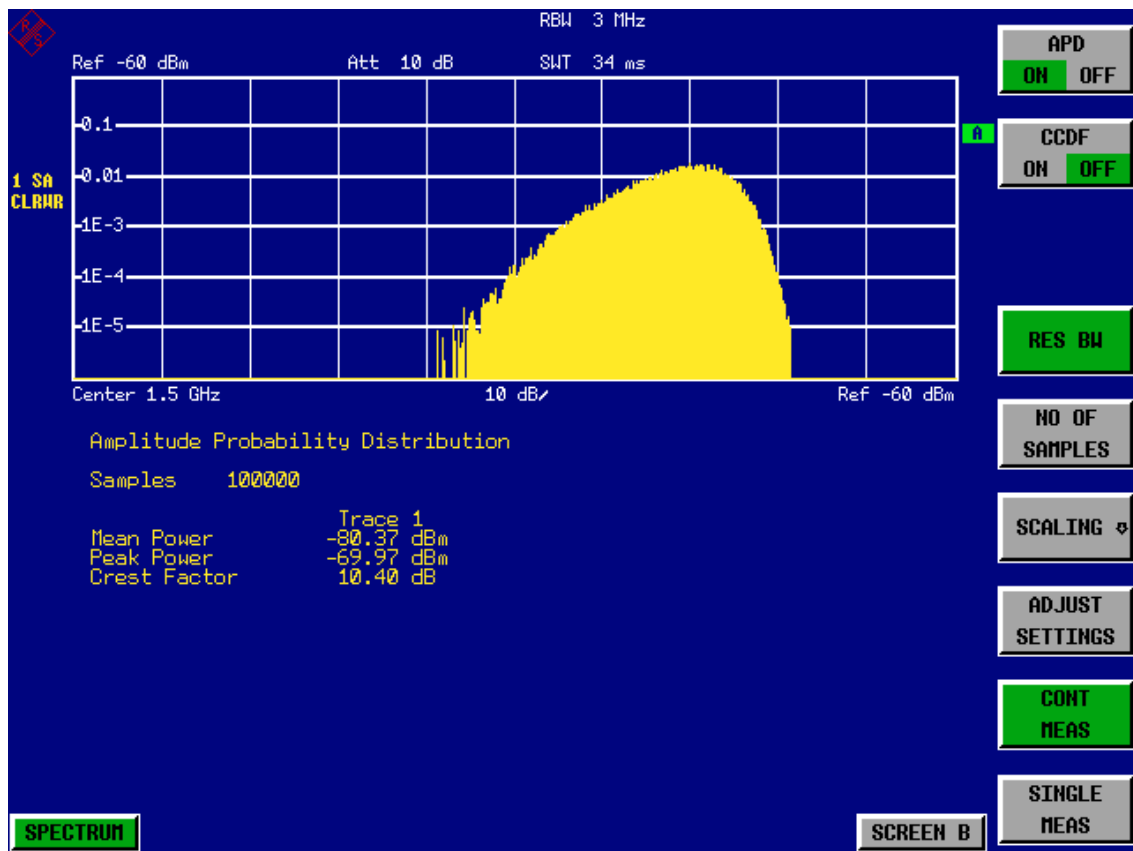 R S
RBW 3 MHz
Ref -60 dBm Att 10 dB SWT 34 ms
0.1
0.01
1E-3
1E-4
1E-5
1 SA
CLRWR
A
Center 1.5 GHz 10 dB/ Ref -60 dBm
Amplitude Probability Distribution
Samples 100000
Trace 1
Mean Power -80.37 dBm
Peak Power -69.97 dBm
Crest Factor 10.40 dB
SPECTRUM
SCREEN B
APD
ON OFF
CCDF
ON OFF
RES BW
NO OF
SAMPLES
SCALING
ADJUST
SETTINGS
CONT
MEAS
SINGLE
MEAS